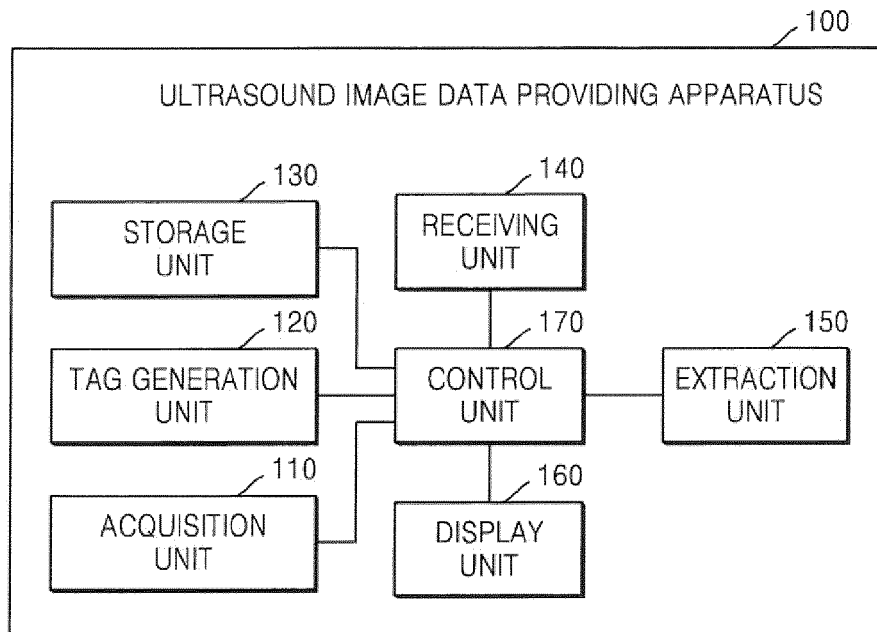 100
ULTRASOUND IMAGE DATA PROVIDING APPARATUS
130
STORAGE
UNIT
140
RECEIVING
UNIT
120
TAG GENERATION
UNIT
170
CONTROL
UNIT
150
EXTRACTION
UNIT
110
ACQUISITION
UNIT
160
DISPLAY
UNIT